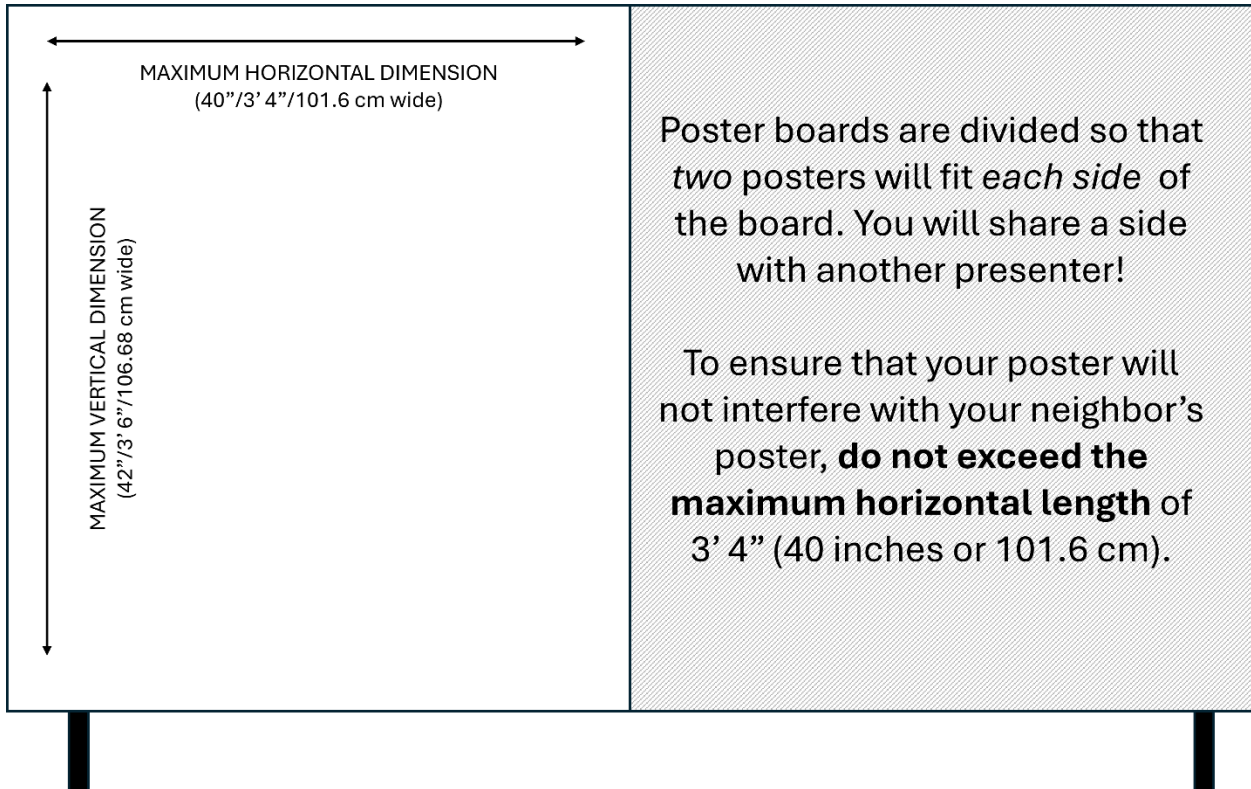 MAXIMUM HORIZONTAL DIMENSION
(40”/3’ 4”/101.6 cm wide)
MAXIMUM VERTICAL DIMENSION
(42”/3’ 6”/106.68 cm wide)
Poster boards are divided so that
two posters will fit each side of
the board. You will share a side
with another presenter!
To ensure that your poster will
not interfere with your neighbor’s
poster, do not exceed the
maximum horizontal length of
3’ 4” (40 inches or 101.6 cm).